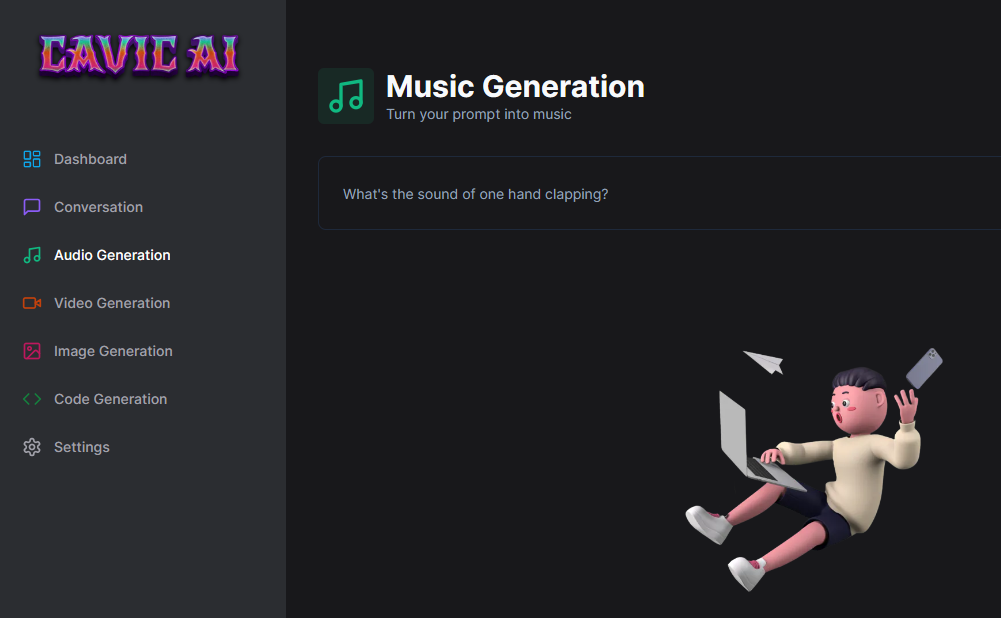 EAVIC AI
Dashboard
Conversation
Audio Generation
Video Generation
Image Generation
Code Generation
Settings
Music Generation
Turn your prompt into music
What's the sound of one hand clapping?